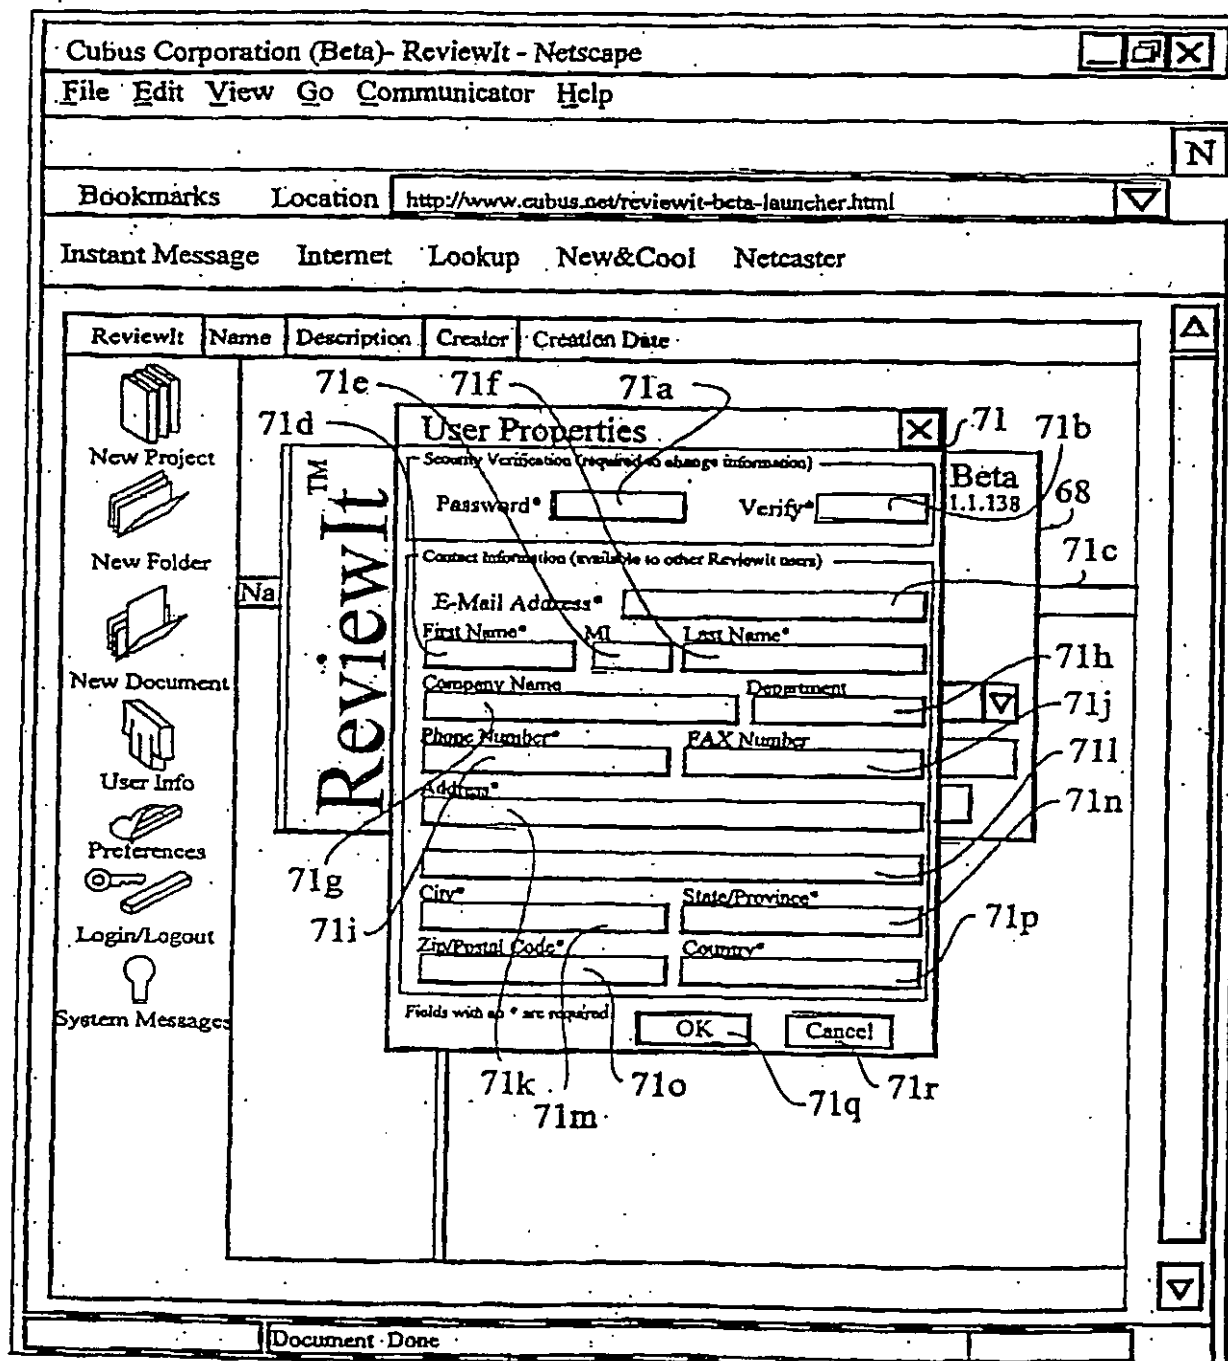 Cubus Corporation (Beta)- ReviewIt - Netscape
File Edit View Go Communicator Help
N
Bookmarks Location http://www.cubus.net/reviewit-beta-launcher.html
Instant Message Internet Lookup New&Cool Netcaster
ReviewIt Name Description Creator Creation Date
71e 71f 71a
71d User Properties 71 71b
New Project
Security Verification (required to change information)
Beta
Password* Verify* 1.1.138 68
ReviewIt™
New Folder
Contact Information (available to other ReviewIt users)
71c
Na
E-Mail Address*
First Name* MI Last Name*
71h
New Document
Company Name Department
71j
Phone Number* FAX Number
71l
User Info
Address*
71n
Preferences
71g
City* State/Province*
71i 71p
Login/Logout
Zip/Postal Code* Country*
System Messages
Fields with an * are required
OK Cancel
71k 71o 71r
71m 71q
Document Done